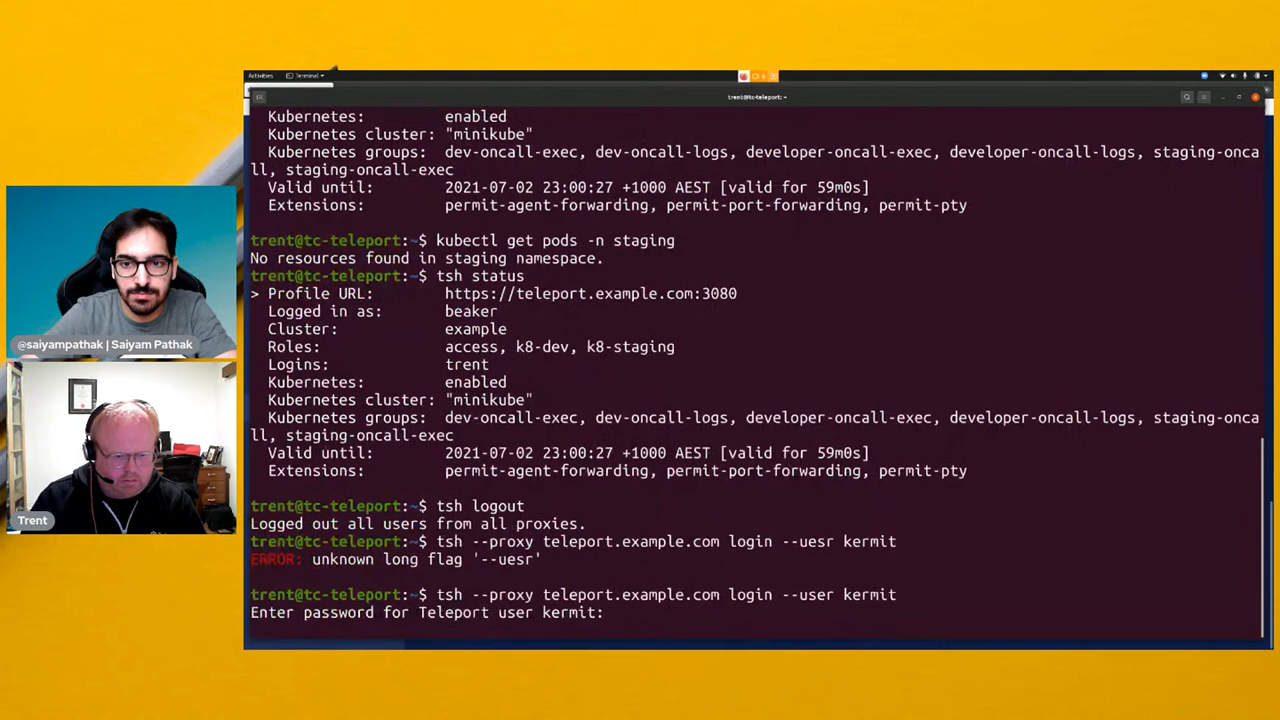 Activities Terminal
trent@tc-teleport: ~
Kubernetes: enabled
Kubernetes cluster: "minikube"
Kubernetes groups: dev-oncall-exec, dev-oncall-logs, developer-oncall-exec, developer-oncall-logs, staging-onca
ll, staging-oncall-exec
Valid until: 2021-07-02 23:00:27 +1000 AEST [valid for 59m0s]
Extensions: permit-agent-forwarding, permit-port-forwarding, permit-pty
trent@tc-teleport:~$ kubectl get pods -n staging
No resources found in staging namespace.
trent@tc-teleport:~$ tsh status
> Profile URL: https://teleport.example.com:3080
Logged in as: beaker
Cluster: example
Roles: access, k8-dev, k8-staging
Logins: trent
Kubernetes: enabled
Kubernetes cluster: "minikube"
Kubernetes groups: dev-oncall-exec, dev-oncall-logs, developer-oncall-exec, developer-oncall-logs, staging-onca
ll, staging-oncall-exec
Valid until: 2021-07-02 23:00:27 +1000 AEST [valid for 59m0s]
Extensions: permit-agent-forwarding, permit-port-forwarding, permit-pty
trent@tc-teleport:~$ tsh logout
Logged out all users from all proxies.
trent@tc-teleport:~$ tsh --proxy teleport.example.com login --uesr kermit
ERROR: unknown long flag '--uesr'
trent@tc-teleport:~$ tsh --proxy teleport.example.com login --user kermit
Enter password for Teleport user kermit:
@saiyampathak | Saiyam Pathak
Trent